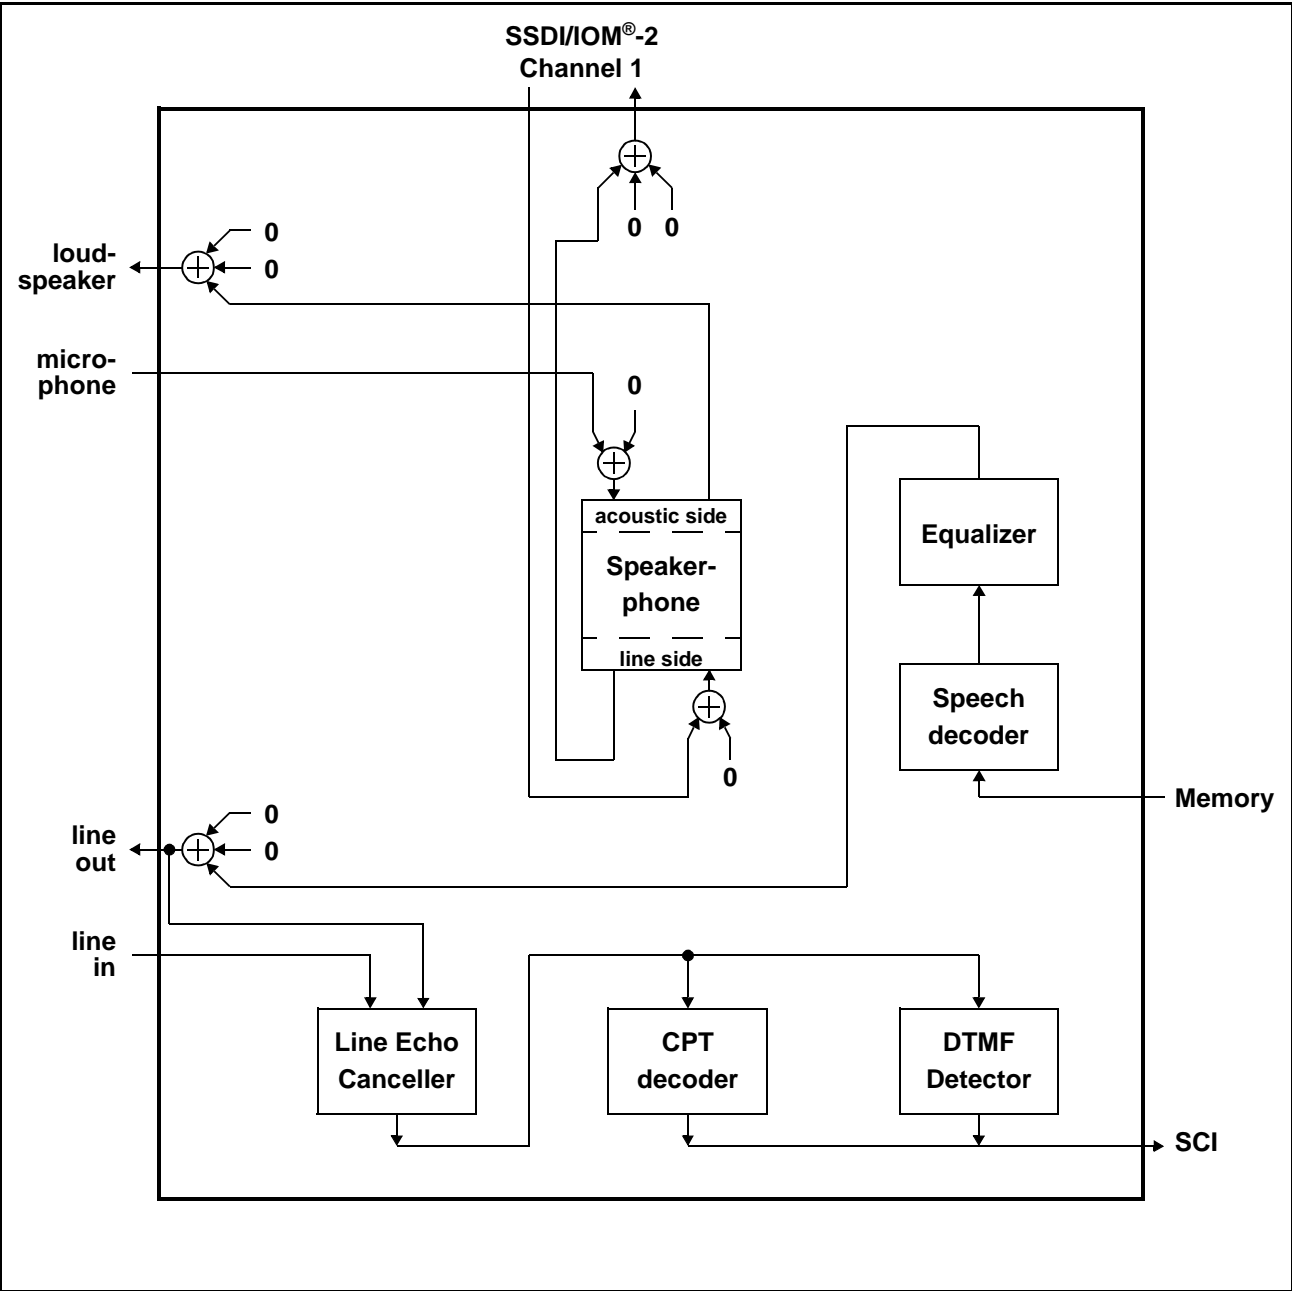 SSDI/IOM®-2
Channel 1
0 0
0
loud-
speaker
0
micro-
phone
0
acoustic side
Speaker-
phone
line side
0
Equalizer
Speech
decoder
Memory
0
line
out
0
line
in
Line Echo
Canceller
CPT
decoder
DTMF
Detector
SCI